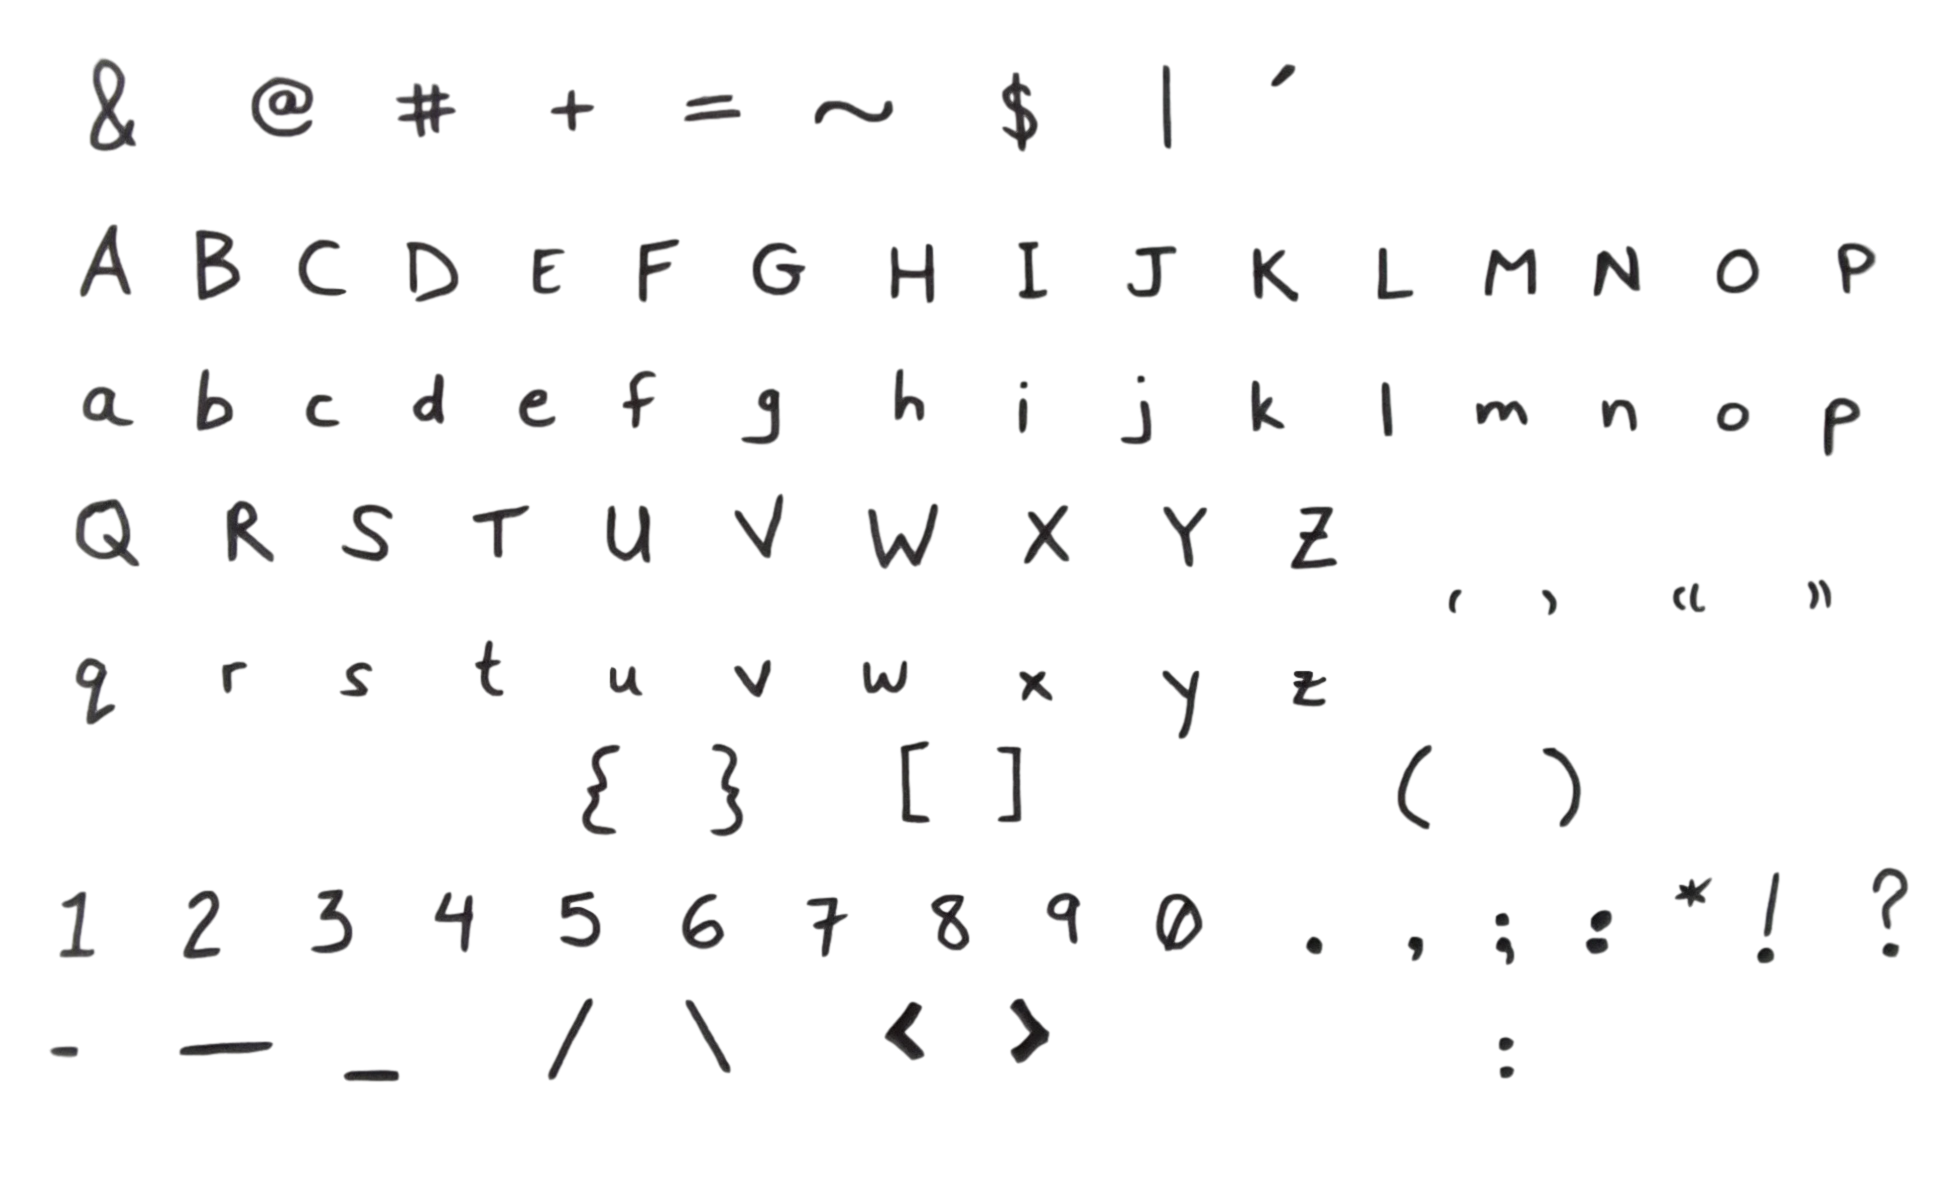 & @ # + = ~ $ | ´
A B C D E F G H I J K L M N O P
a b c d e f g h i j k l m n o p
Q R S T U V W X Y Z
‘ ’ “ ”
q r s t u v w x y z
{ } [ ] ( )
1 2 3 4 5 6 7 8 9 0 . , ; : * ! ?
- — _ / \ < > :